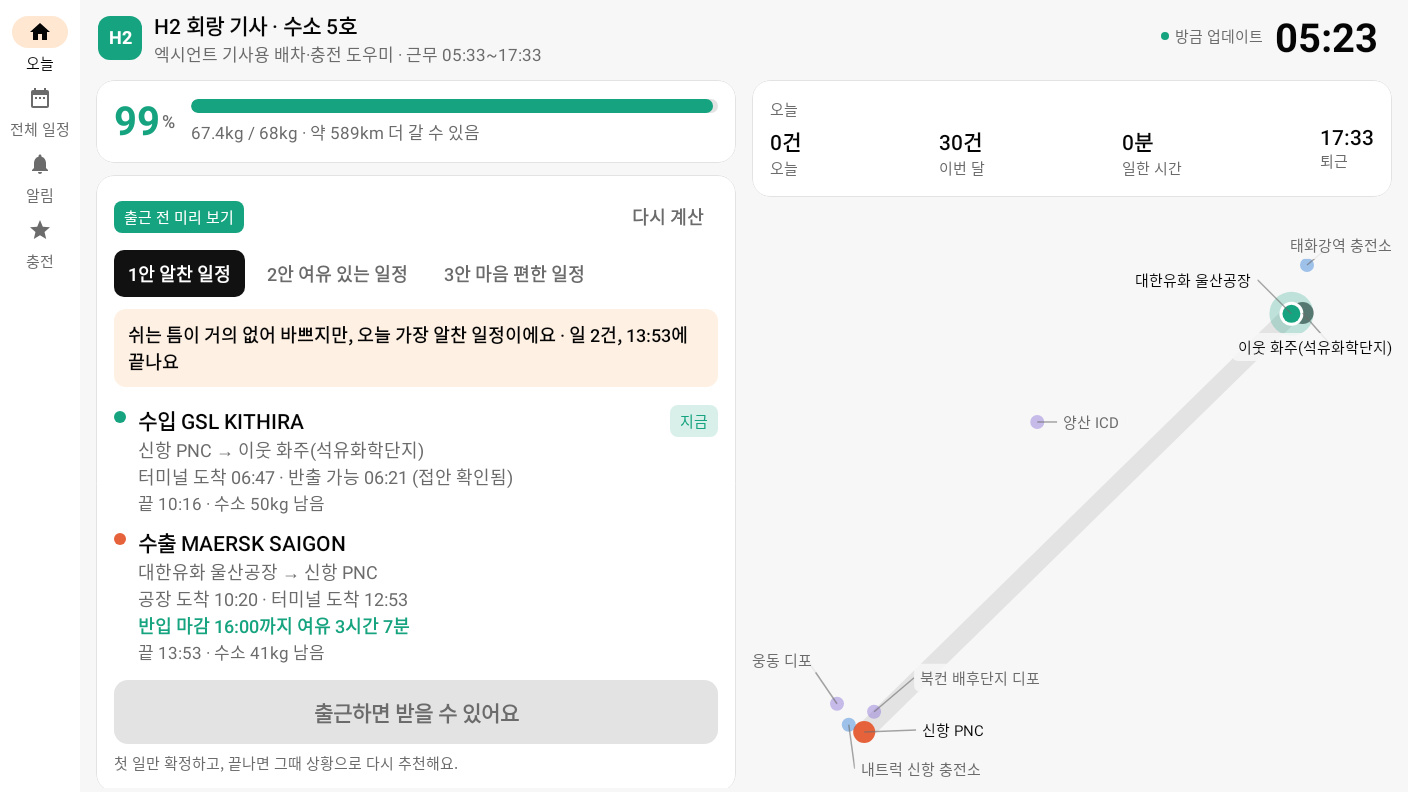 오늘
전체 일정
알림
충전
H2
H2 회랑 기사 · 수소 5호
엑시언트 기사용 배차·충전 도우미 · 근무 05:33~17:33
방금 업데이트
05:23
99%
67.4kg / 68kg · 약 589km 더 갈 수 있음
출근 전 미리 보기
다시 계산
1안 알찬 일정
2안 여유 있는 일정
3안 마음 편한 일정
쉬는 틈이 거의 없어 바쁘지만, 오늘 가장 알찬 일정이에요 · 일 2건, 13:53에
끝나요
수입 GSL KITHIRA
지금
신항 PNC → 이웃 화주(석유화학단지)
터미널 도착 06:47 · 반출 가능 06:21 (접안 확인됨)
끝 10:16 · 수소 50kg 남음
수출 MAERSK SAIGON
대한유화 울산공장 → 신항 PNC
공장 도착 10:20 · 터미널 도착 12:53
반입 마감 16:00까지 여유 3시간 7분
끝 13:53 · 수소 41kg 남음
출근하면 받을 수 있어요
첫 일만 확정하고, 끝나면 그때 상황으로 다시 추천해요.
오늘
0건
오늘
30건
이번 달
0분
일한 시간
17:33
퇴근
태화강역 충전소
대한유화 울산공장
이웃 화주(석유화학단지)
양산 ICD
웅동 디포
북컨 배후단지 디포
신항 PNC
내트럭 신항 충전소